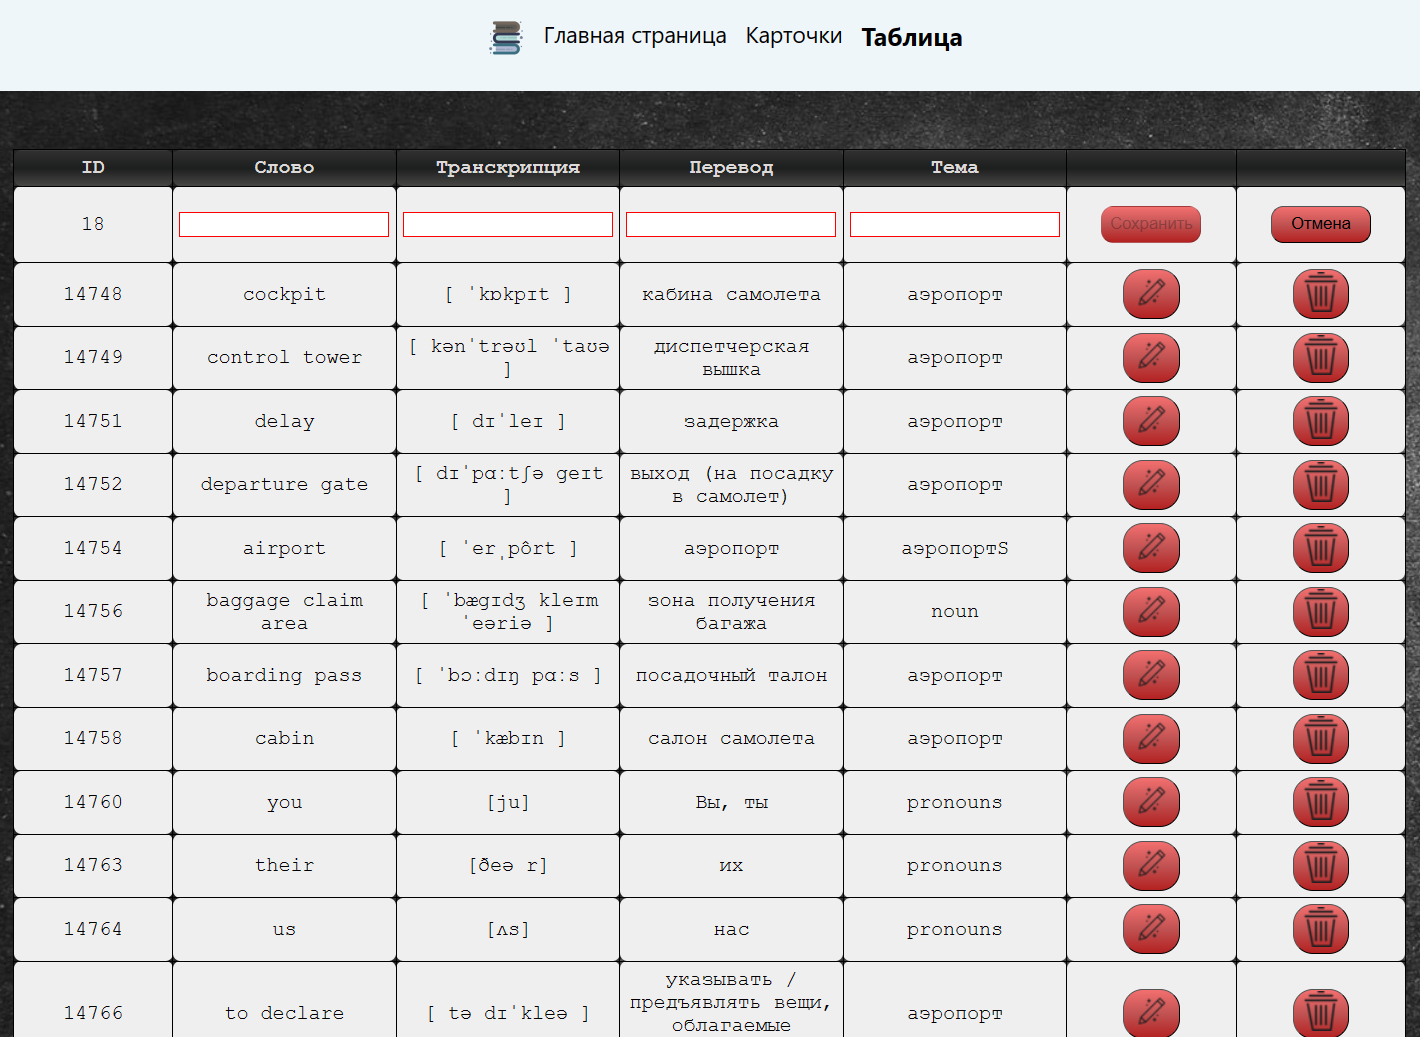 Главная страница Карточки Таблица
ID Слово Транскрипция Перевод Тема
18 Сохранить Отмена
14748 cockpit [ ˈkɒkpɪt ] кабина самолета аэропорт
14749 control tower [ kənˈtrəʊl ˈtaʊə ] диспетчерская вышка аэропорт
14751 delay [ dɪˈleɪ ] задержка аэропорт
14752 departure gate [ dɪˈpɑːtʃə ɡeɪt ] выход (на посадку в самолет) аэропорт
14754 airport [ ˈerˌpôrt ] аэропорт аэропортS
14756 baggage claim area [ ˈbæɡɪdʒ kleɪm ˈeəriə ] зона получения багажа noun
14757 boarding pass [ ˈbɔːdɪŋ pɑːs ] посадочный талон аэропорт
14758 cabin [ ˈkæbɪn ] салон самолета аэропорт
14760 you [ju] Вы, ты pronouns
14763 their [ðeə r] их pronouns
14764 us [ʌs] нас pronouns
14766 to declare [ tə dɪˈkleə ] указывать / предъявлять вещи, облагаемые аэропорт